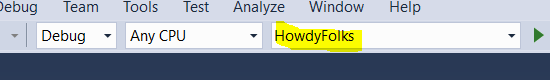 Debug Team Tools Test Analyze Window Help
Debug Any CPU HowdyFolks